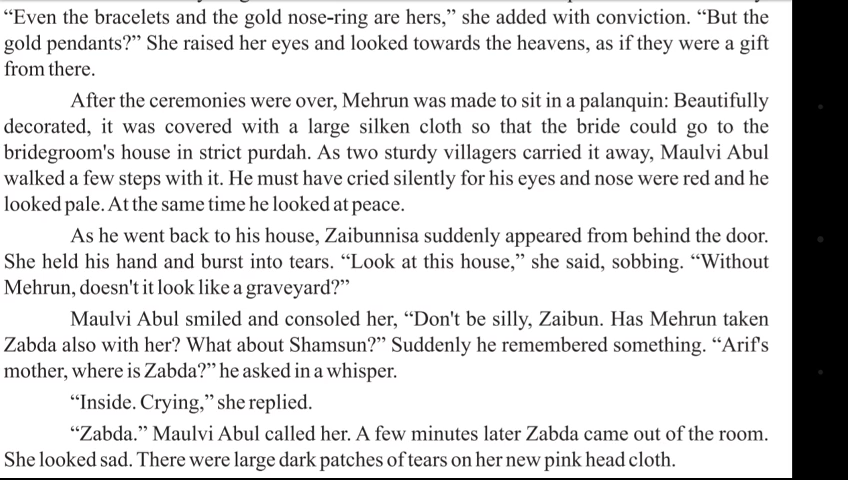 “Even the bracelets and the gold nose-ring are hers,” she added with conviction. “But the
gold pendants?” She raised her eyes and looked towards the heavens, as if they were a gift
from there.
After the ceremonies were over, Mehrun was made to sit in a palanquin: Beautifully
decorated, it was covered with a large silken cloth so that the bride could go to the
bridegroom's house in strict purdah. As two sturdy villagers carried it away, Maulvi Abul
walked a few steps with it. He must have cried silently for his eyes and nose were red and he
looked pale. At the same time he looked at peace.
As he went back to his house, Zaibunnisa suddenly appeared from behind the door.
She held his hand and burst into tears. “Look at this house,” she said, sobbing. “Without
Mehrun, doesn't it look like a graveyard?”
Maulvi Abul smiled and consoled her, “Don't be silly, Zaibun. Has Mehrun taken
Zabda also with her? What about Shamsun?” Suddenly he remembered something. “Arif's
mother, where is Zabda?” he asked in a whisper.
“Inside. Crying,” she replied.
“Zabda.” Maulvi Abul called her. A few minutes later Zabda came out of the room.
She looked sad. There were large dark patches of tears on her new pink head cloth.